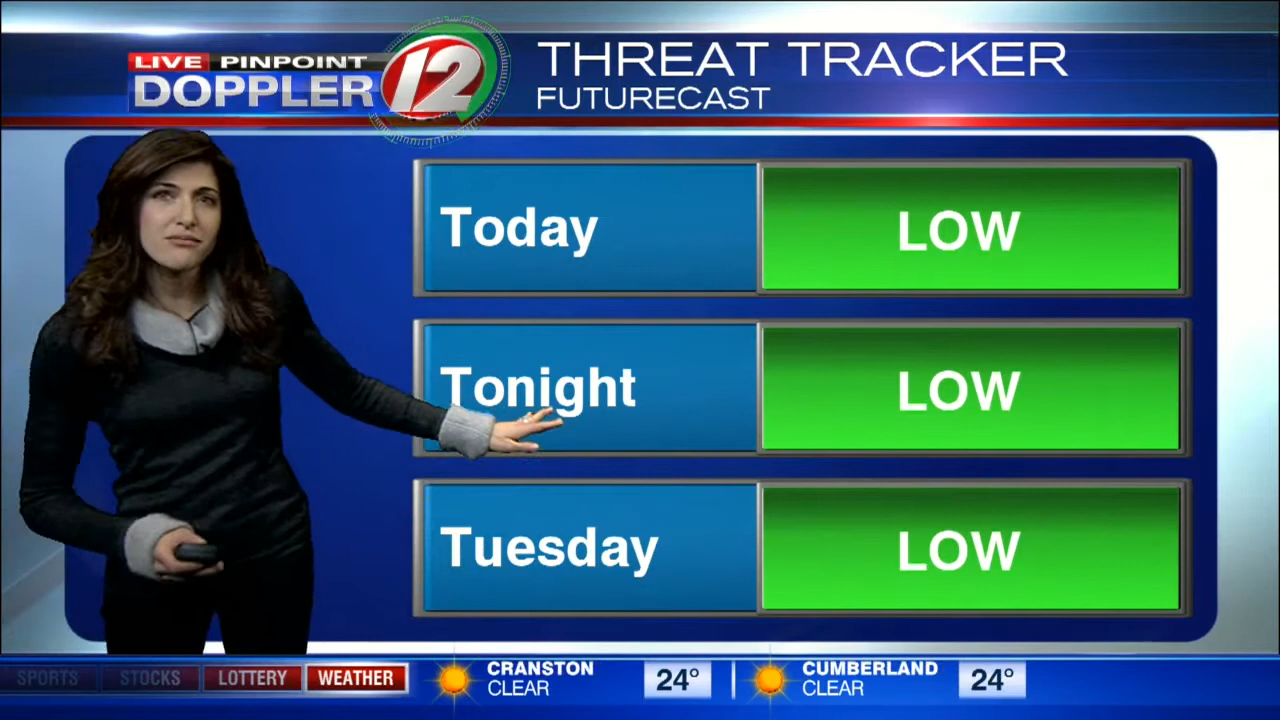 LIVE PINPOINT
DOPPLER 12
THREAT TRACKER
FUTURECAST
Today LOW
Tonight LOW
Tuesday LOW
SPORTS STOCKS LOTTERY WEATHER
CRANSTON
CLEAR
24°
CUMBERLAND
CLEAR
24°